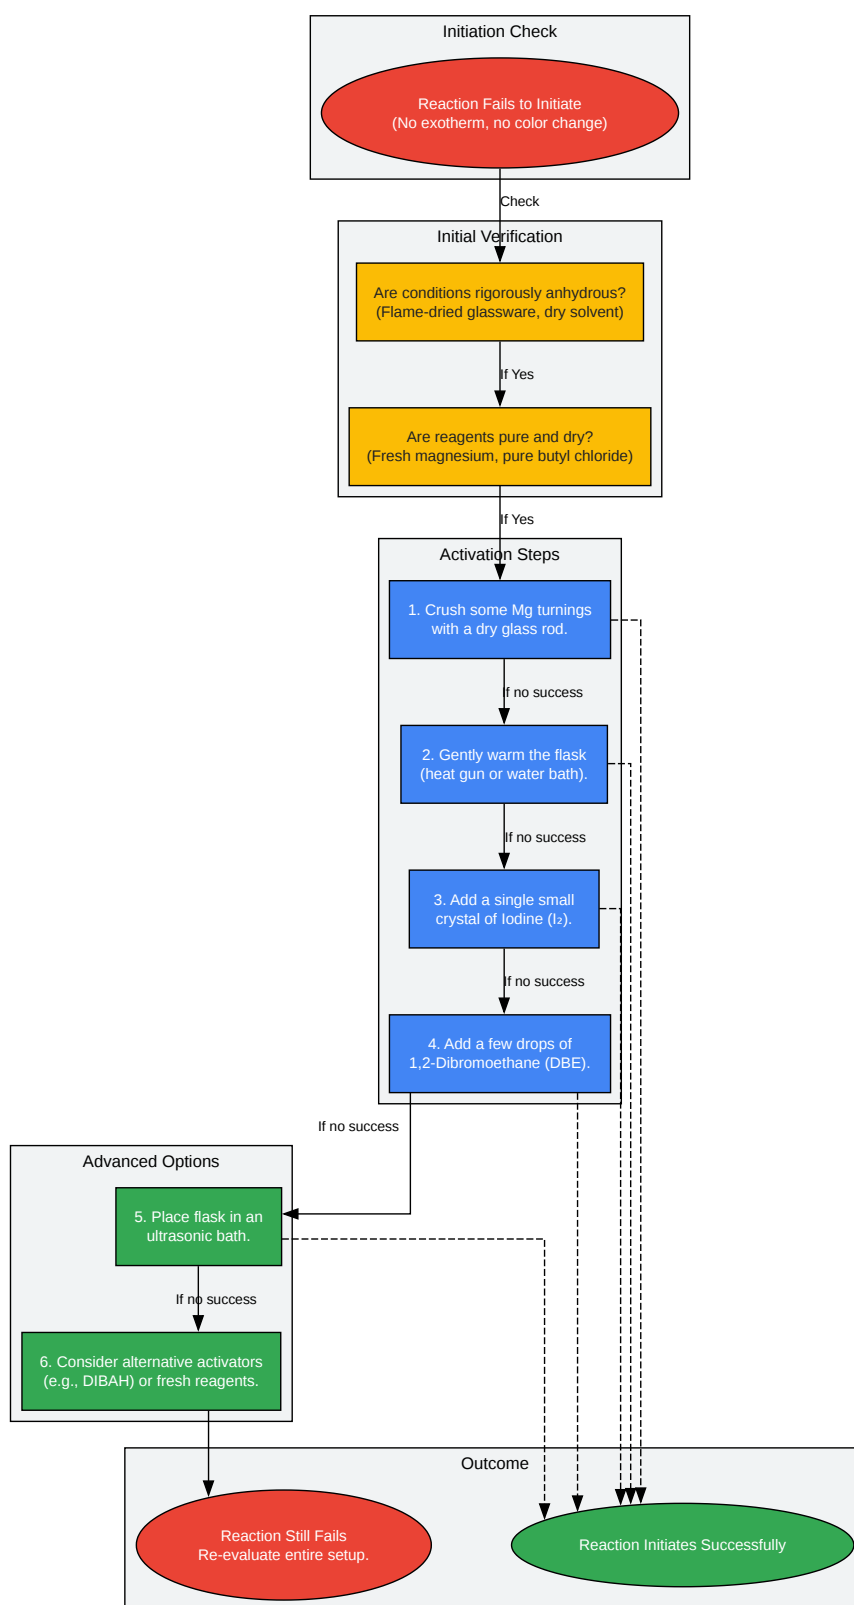 Initiation Check
Reaction Fails to Initiate
(No exotherm, no color change)
Check
Initial Verification
Are conditions rigorously anhydrous?
(Flame-dried glassware, dry solvent)
If Yes
Are reagents pure and dry?
(Fresh magnesium, pure butyl chloride)
If Yes
Activation Steps
1. Crush some Mg turnings
with a dry glass rod.
If no success
2. Gently warm the flask
(heat gun or water bath).
If no success
3. Add a single small
crystal of Iodine (I₂).
If no success
4. Add a few drops of
1,2-Dibromoethane (DBE).
If no success
Advanced Options
5. Place flask in an
ultrasonic bath.
If no success
6. Consider alternative activators
(e.g., DIBAH) or fresh reagents.
Outcome
Reaction Still Fails
Re-evaluate entire setup.
Reaction Initiates Successfully